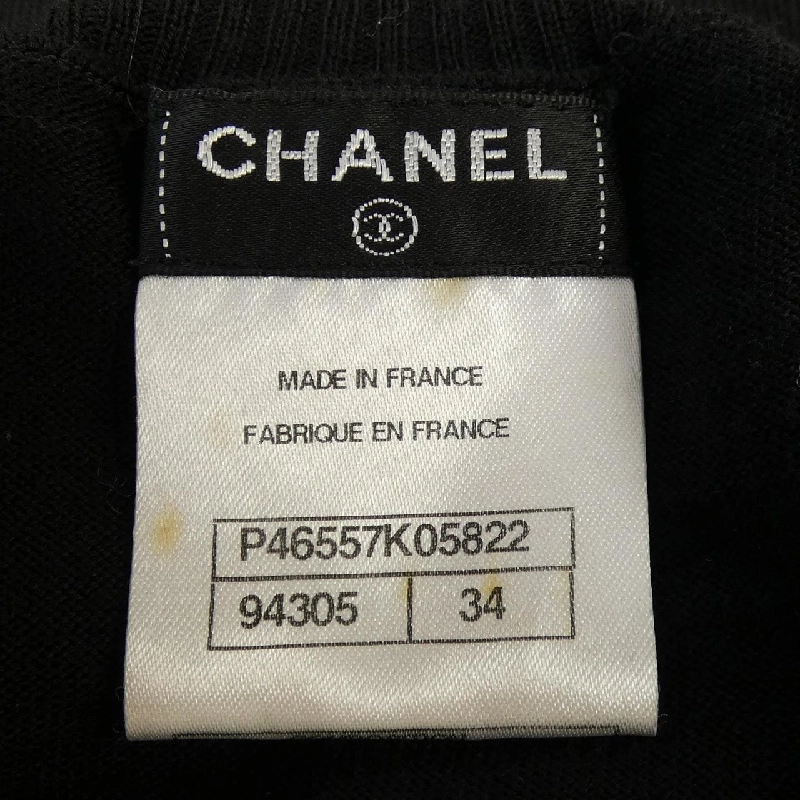 CHANEL
MADE IN FRANCE
FABRIQUE EN FRANCE
P46557K05822
94305 34